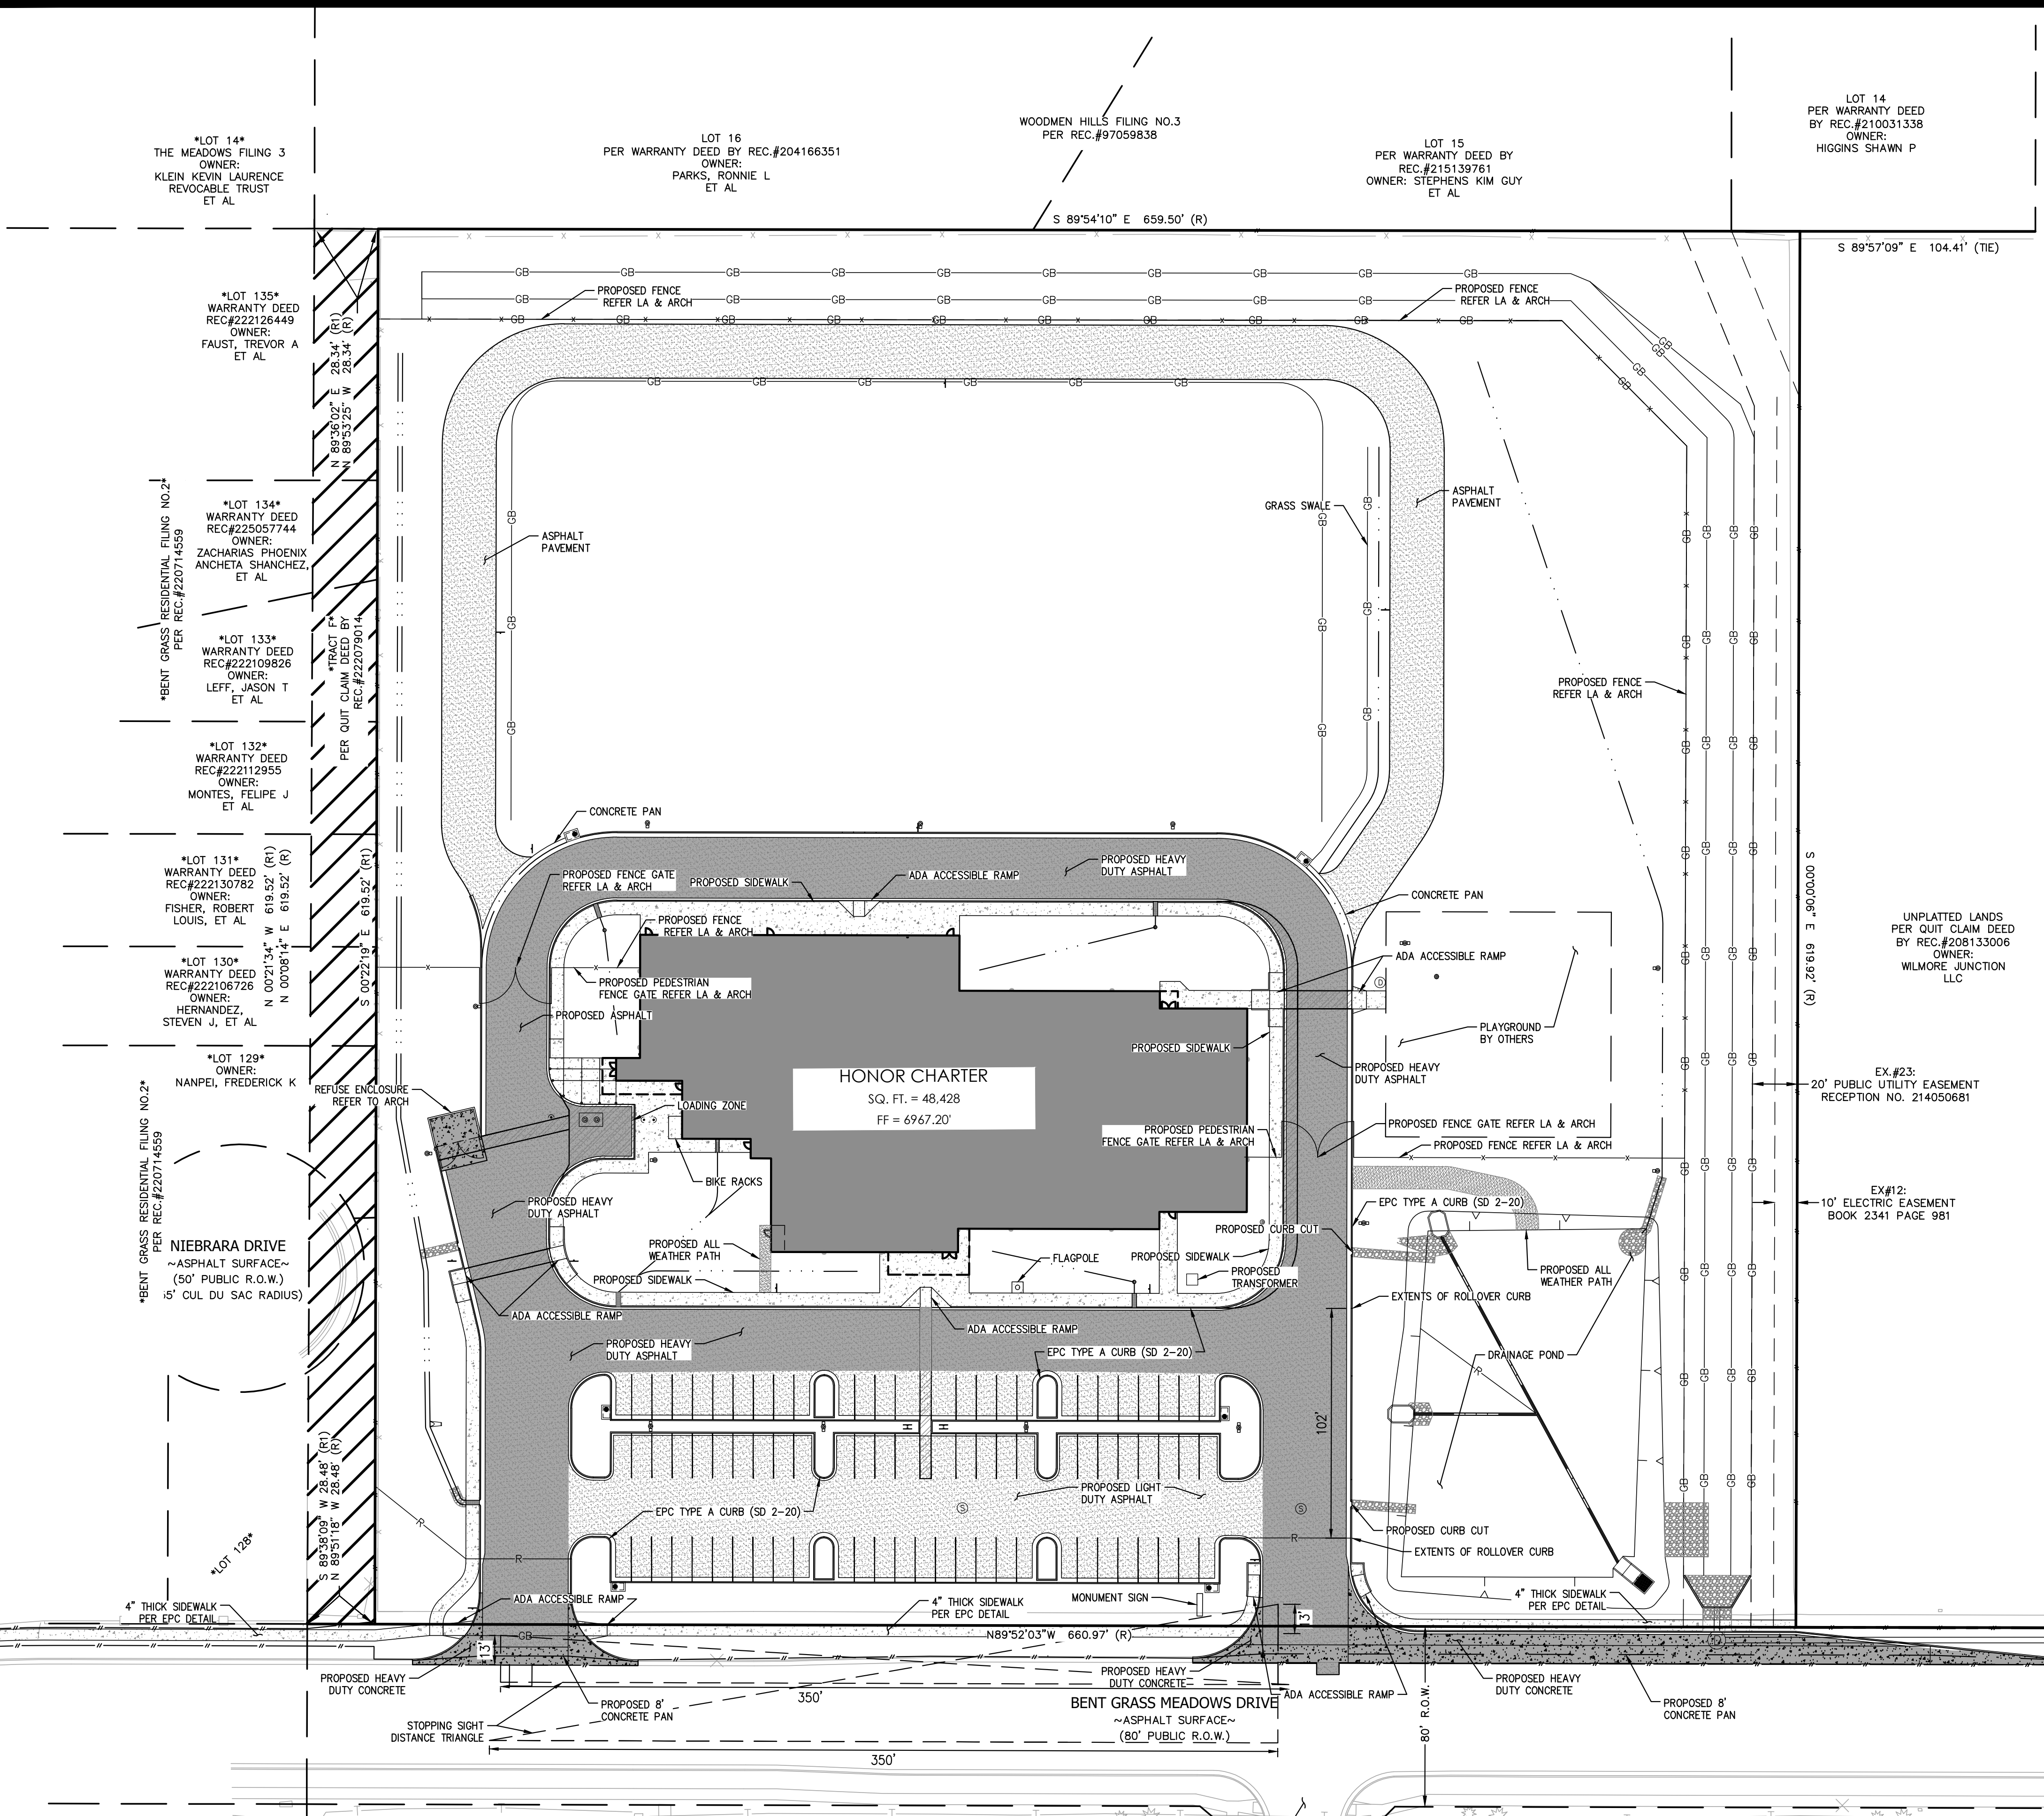 *LOT 14*
THE MEADOWS FILING 3
OWNER:
KLEIN KEVIN LAURENCE
REVOCABLE TRUST
ET AL
LOT 16
PER WARRANTY DEED BY REC.#204166351
OWNER:
PARKS, RONNIE L
ET AL
WOODMEN HILLS FILING NO.3
PER REC.#97059838
LOT 15
PER WARRANTY DEED BY
REC.#215139761
OWNER: STEPHENS KIM GUY
ET AL
LOT 14
PER WARRANTY DEED
BY REC.#210031338
OWNER:
HIGGINS SHAWN P
S 89°54'10" E 659.50' (R)
S 89°57'09" E 104.41' (TIE)
*LOT 135*
WARRANTY DEED
REC#222126449
OWNER:
FAUST, TREVOR A
ET AL
N 89°36'02" E 28.34' (R1)
N 89°53'25" W 28.34' (R)
PROPOSED FENCE
REFER LA & ARCH
PROPOSED FENCE
REFER LA & ARCH
*BENT GRASS RESIDENTIAL FILING NO.2*
PER REC.#220714559
*LOT 134*
WARRANTY DEED
REC#225057744
OWNER:
ZACHARIAS PHOENIX
ANCHETA SHANCHEZ,
ET AL
ASPHALT
PAVEMENT
GRASS SWALE
ASPHALT
PAVEMENT
*LOT 133*
WARRANTY DEED
REC#222109826
OWNER:
LEFF, JASON T
ET AL
*TRACT F*
PER QUIT CLAIM DEED BY
REC.#222079014
PROPOSED FENCE
REFER LA & ARCH
*LOT 132*
WARRANTY DEED
REC#222112955
OWNER:
MONTES, FELIPE J
ET AL
CONCRETE PAN
*LOT 131*
WARRANTY DEED
REC#222130782
OWNER:
FISHER, ROBERT
LOUIS, ET AL
N 00°21'34" W 619.52' (R1)
N 00°08'14" E 619.52' (R)
S 00°22'19" E 619.52' (R1)
PROPOSED FENCE GATE
REFER LA & ARCH
PROPOSED SIDEWALK
ADA ACCESSIBLE RAMP
PROPOSED HEAVY
DUTY ASPHALT
CONCRETE PAN
S 00°00'06" E 619.92' (R)
UNPLATTED LANDS
PER QUIT CLAIM DEED
BY REC.#208133006
OWNER:
WILMORE JUNCTION
LLC
PROPOSED FENCE
REFER LA & ARCH
ADA ACCESSIBLE RAMP
*LOT 130*
WARRANTY DEED
REC#222106726
OWNER:
HERNANDEZ,
STEVEN J, ET AL
PROPOSED PEDESTRIAN
FENCE GATE REFER LA & ARCH
PROPOSED ASPHALT
D
PLAYGROUND
BY OTHERS
PROPOSED SIDEWALK
PROPOSED HEAVY
DUTY ASPHALT
*LOT 129*
OWNER:
NANPEI, FREDERICK K
REFUSE ENCLOSURE
REFER TO ARCH
LOADING ZONE
HONOR CHARTER
SQ. FT. = 48,428
FF = 6967.20'
EX.#23:
20' PUBLIC UTILITY EASEMENT
RECEPTION NO. 214050681
PROPOSED PEDESTRIAN
FENCE GATE REFER LA & ARCH
PROPOSED FENCE GATE REFER LA & ARCH
PROPOSED FENCE REFER LA & ARCH
*BENT GRASS RESIDENTIAL FILING NO.2*
PER REC.#220714559
BIKE RACKS
PROPOSED HEAVY
DUTY ASPHALT
EPC TYPE A CURB (SD 2-20)
EX#12:
10' ELECTRIC EASEMENT
BOOK 2341 PAGE 981
NIEBRARA DRIVE
~ASPHALT SURFACE~
(50' PUBLIC R.O.W.)
5' CUL DU SAC RADIUS)
PROPOSED ALL
WEATHER PATH
PROPOSED SIDEWALK
FLAGPOLE
PROPOSED CURB CUT
PROPOSED SIDEWALK
PROPOSED
TRANSFORMER
PROPOSED ALL
WEATHER PATH
EXTENTS OF ROLLOVER CURB
ADA ACCESSIBLE RAMP
ADA ACCESSIBLE RAMP
PROPOSED HEAVY
DUTY ASPHALT
EPC TYPE A CURB (SD 2-20)
DRAINAGE POND
R
102'
H H
S 89°38'09" W 28.48' (R1)
N 89°51'18" W 28.48' (R)
PROPOSED LIGHT
DUTY ASPHALT
EPC TYPE A CURB (SD 2-20)
S
S
R
R
R
PROPOSED CURB CUT
EXTENTS OF ROLLOVER CURB
*LOT 128*
4" THICK SIDEWALK
PER EPC DETAIL
ADA ACCESSIBLE RAMP
4" THICK SIDEWALK
PER EPC DETAIL
MONUMENT SIGN
13'
4" THICK SIDEWALK
PER EPC DETAIL
N89°52'03"W 660.97' (R)
GB
13'
PROPOSED HEAVY
DUTY CONCRETE
PROPOSED 8'
CONCRETE PAN
STOPPING SIGHT
DISTANCE TRIANGLE
350'
PROPOSED HEAVY
DUTY CONCRETE
ADA ACCESSIBLE RAMP
BENT GRASS MEADOWS DRIVE
~ASPHALT SURFACE~
(80' PUBLIC R.O.W.)
80' R.O.W.
PROPOSED HEAVY
DUTY CONCRETE
PROPOSED 8'
CONCRETE PAN
350'